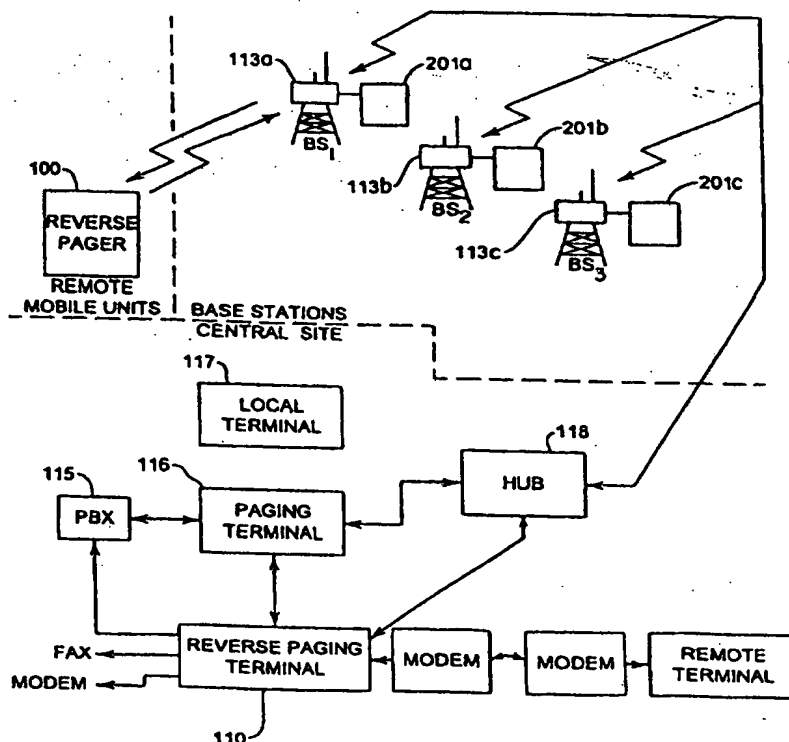 113a
201a
BS1
201b
113b
BS2
201c
113c
BS3
100
REVERSE
PAGER
REMOTE
MOBILE UNITS
BASE STATIONS
CENTRAL SITE
117
LOCAL
TERMINAL
118
HUB
115
PBX
116
PAGING
TERMINAL
REVERSE PAGING
TERMINAL
FAX
MODEM
MODEM
MODEM
REMOTE
TERMINAL
110